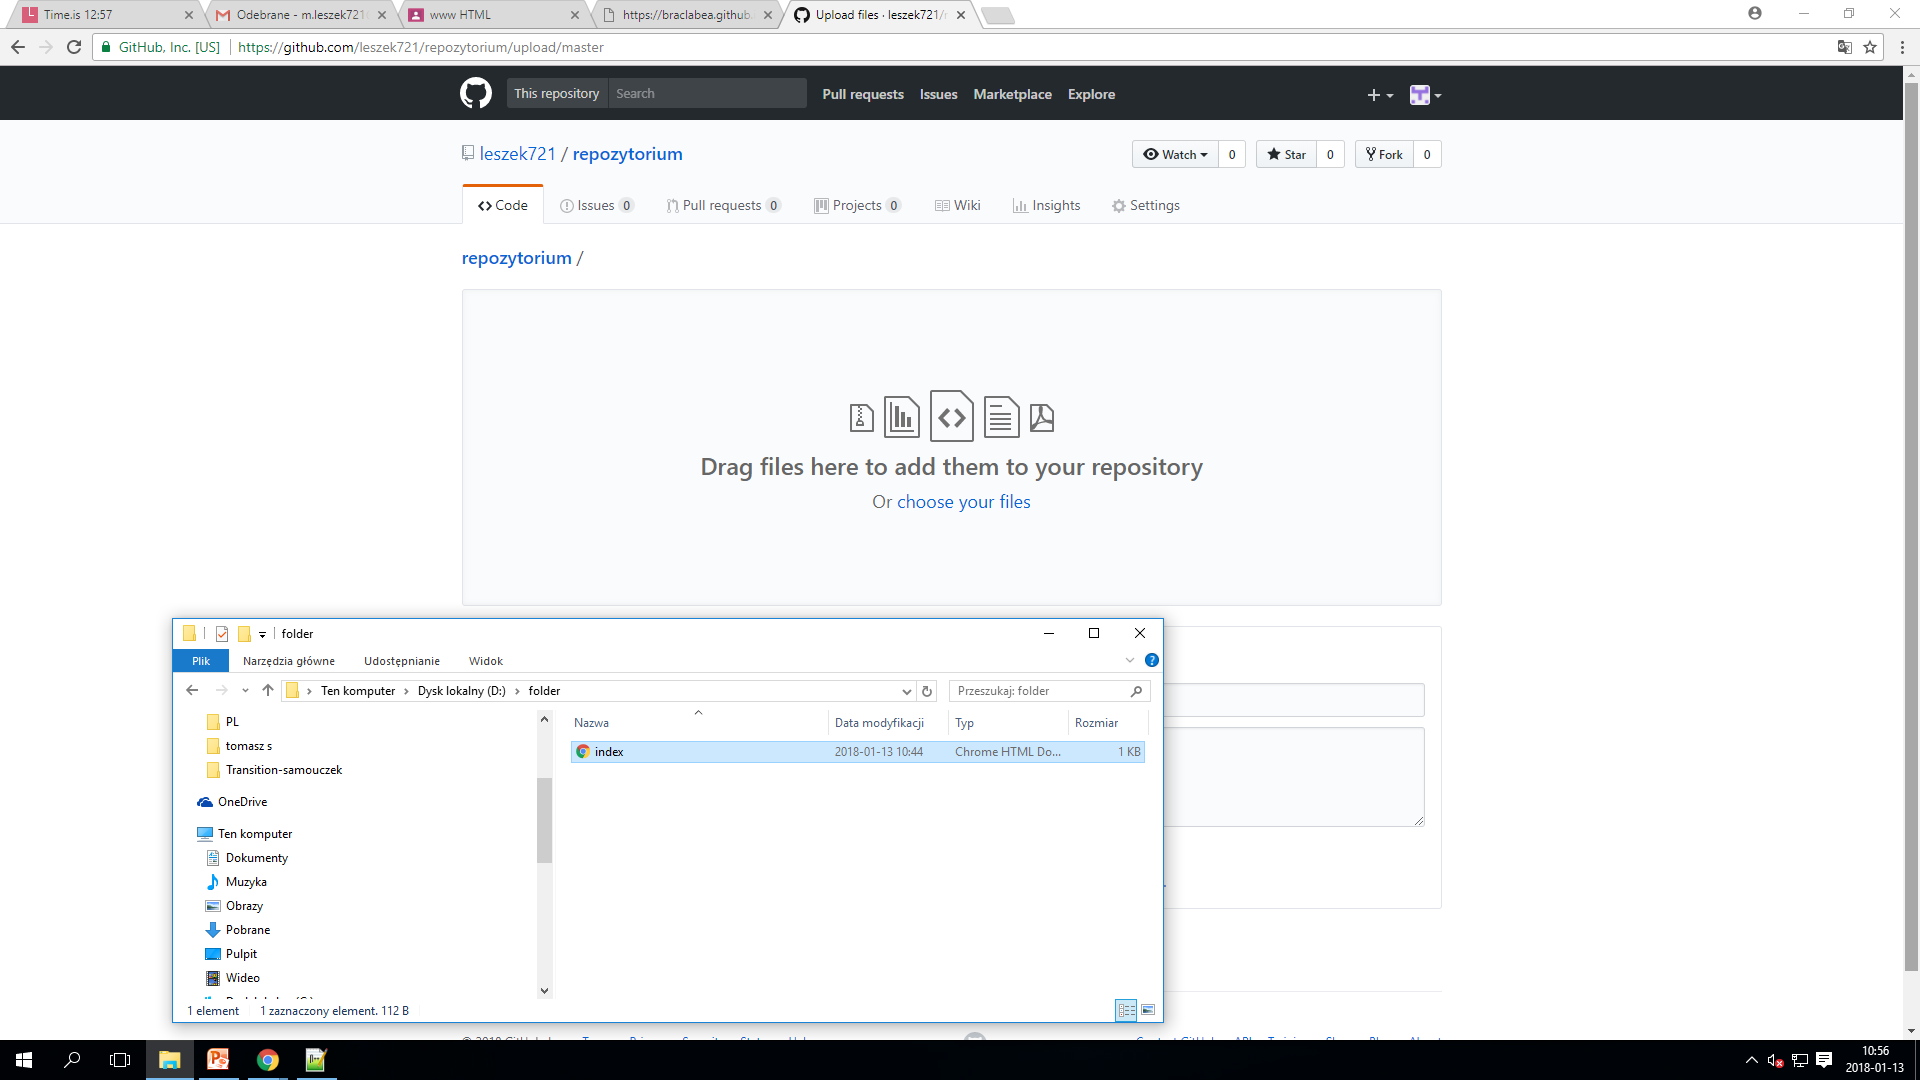 Time.is 12:57
Odebrane - m.leszek721
www HTML
https://braclabea.github.
Upload files · leszek721/r
GitHub, Inc. [US]
https://github.com/leszek721/repozytorium/upload/master
This repository
Search
Pull requests
Issues
Marketplace
Explore
leszek721 / repozytorium
Watch 0
Star 0
Fork 0
Code
Issues 0
Pull requests 0
Projects 0
Wiki
Insights
Settings
repozytorium /
Drag files here to add them to your repository
Or choose your files
folder
Plik
Narzędzia główne
Udostępnianie
Widok
Ten komputer › Dysk lokalny (D:) › folder
Przeszukaj: folder
PL
tomasz s
Transition-samouczek
OneDrive
Ten komputer
Dokumenty
Muzyka
Obrazy
Pobrane
Pulpit
Wideo
Nazwa
Data modyfikacji
Typ
Rozmiar
index
2018-01-13 10:44
Chrome HTML Do...
1 KB
1 element
1 zaznaczony element. 112 B
10:56
2018-01-13